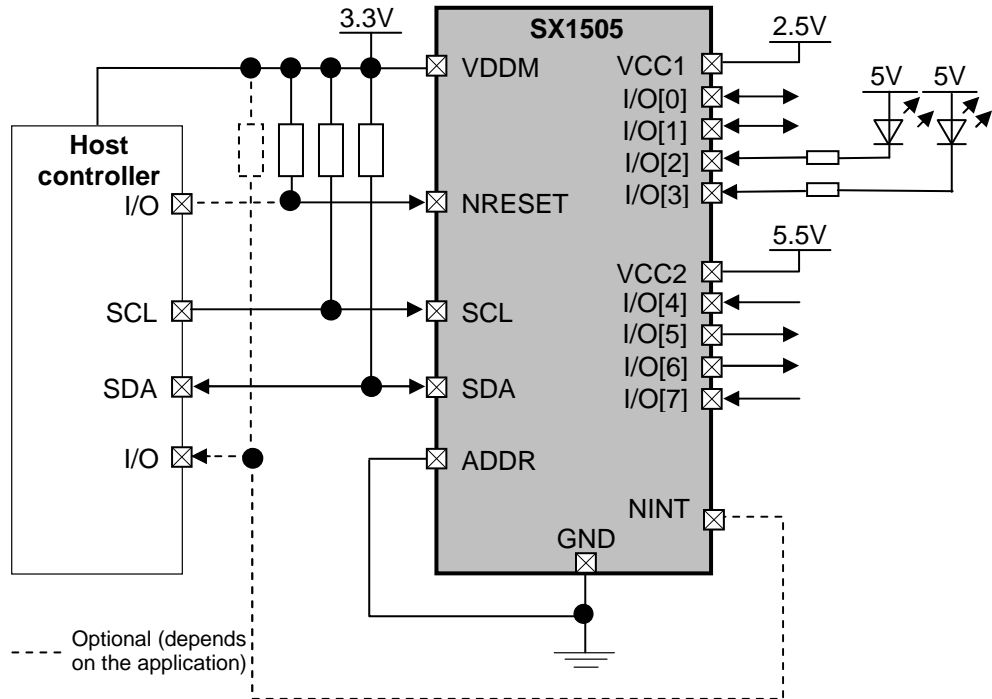 3.3V
SX1505
2.5V
VDDM
VCC1
5V
5V
I/O[0]
I/O[1]
Host
controller
I/O[2]
I/O[3]
I/O
NRESET
5.5V
VCC2
I/O[4]
SCL
SCL
I/O[5]
I/O[6]
SDA
SDA
I/O[7]
I/O
ADDR
NINT
GND
Optional (depends
on the application)